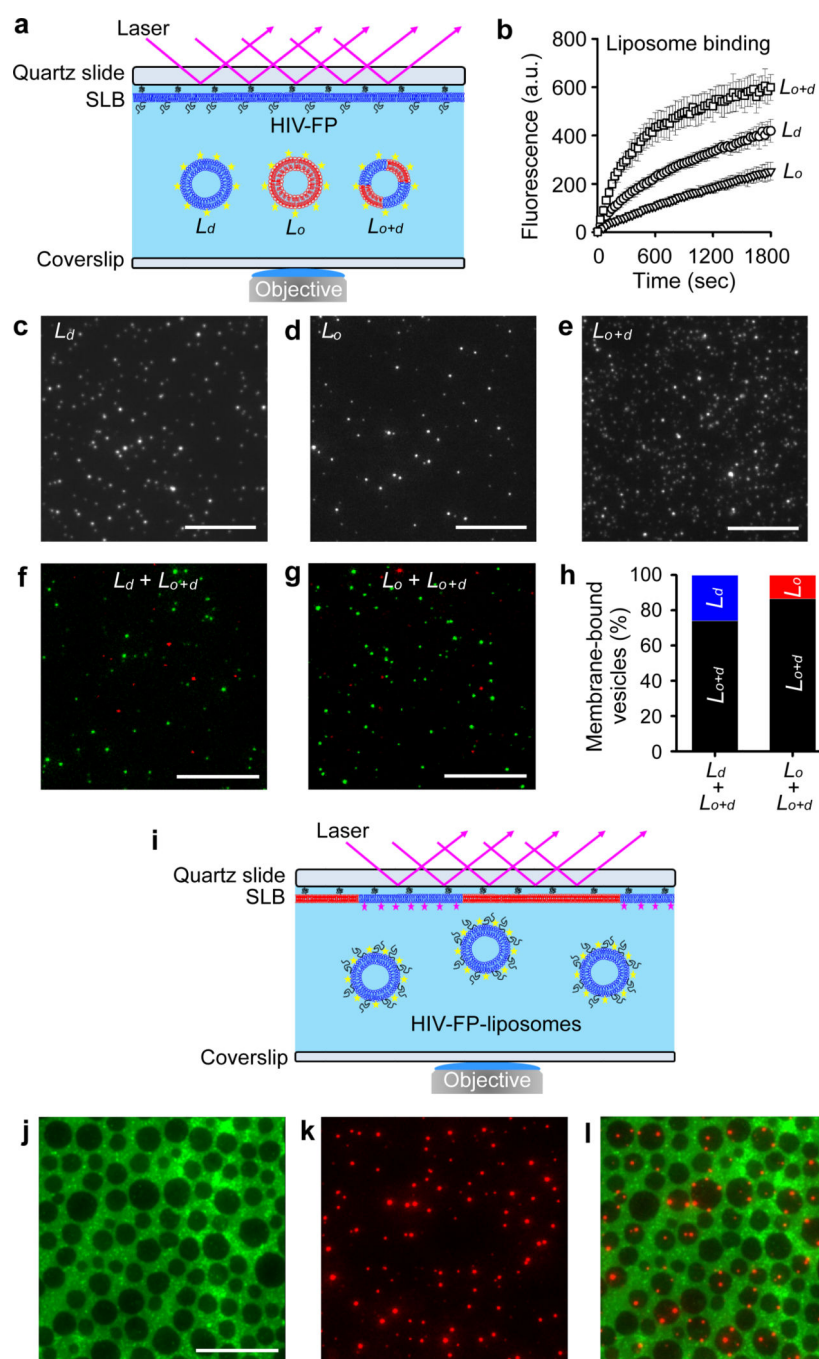 a
Laser
Quartz slide
SLB
HIV-FP
Ld Lo Lo+d
Coverslip
Objective
b
Liposome binding
Fluorescence (a.u.)
800
600
400
200
0
Lo+d
Ld
Lo
0 600 1200 1800
Time (sec)
c Ld
d Lo
e Lo+d
f Ld + Lo+d
g Lo + Lo+d
h
Membrane-bound
vesicles (%)
100
80
60
40
20
0
Ld
Lo+d
Lo
Lo+d
Ld
+
Lo+d
Lo
+
Lo+d
i
Laser
Quartz slide
SLB
HIV-FP-liposomes
Coverslip
Objective
j
k
l